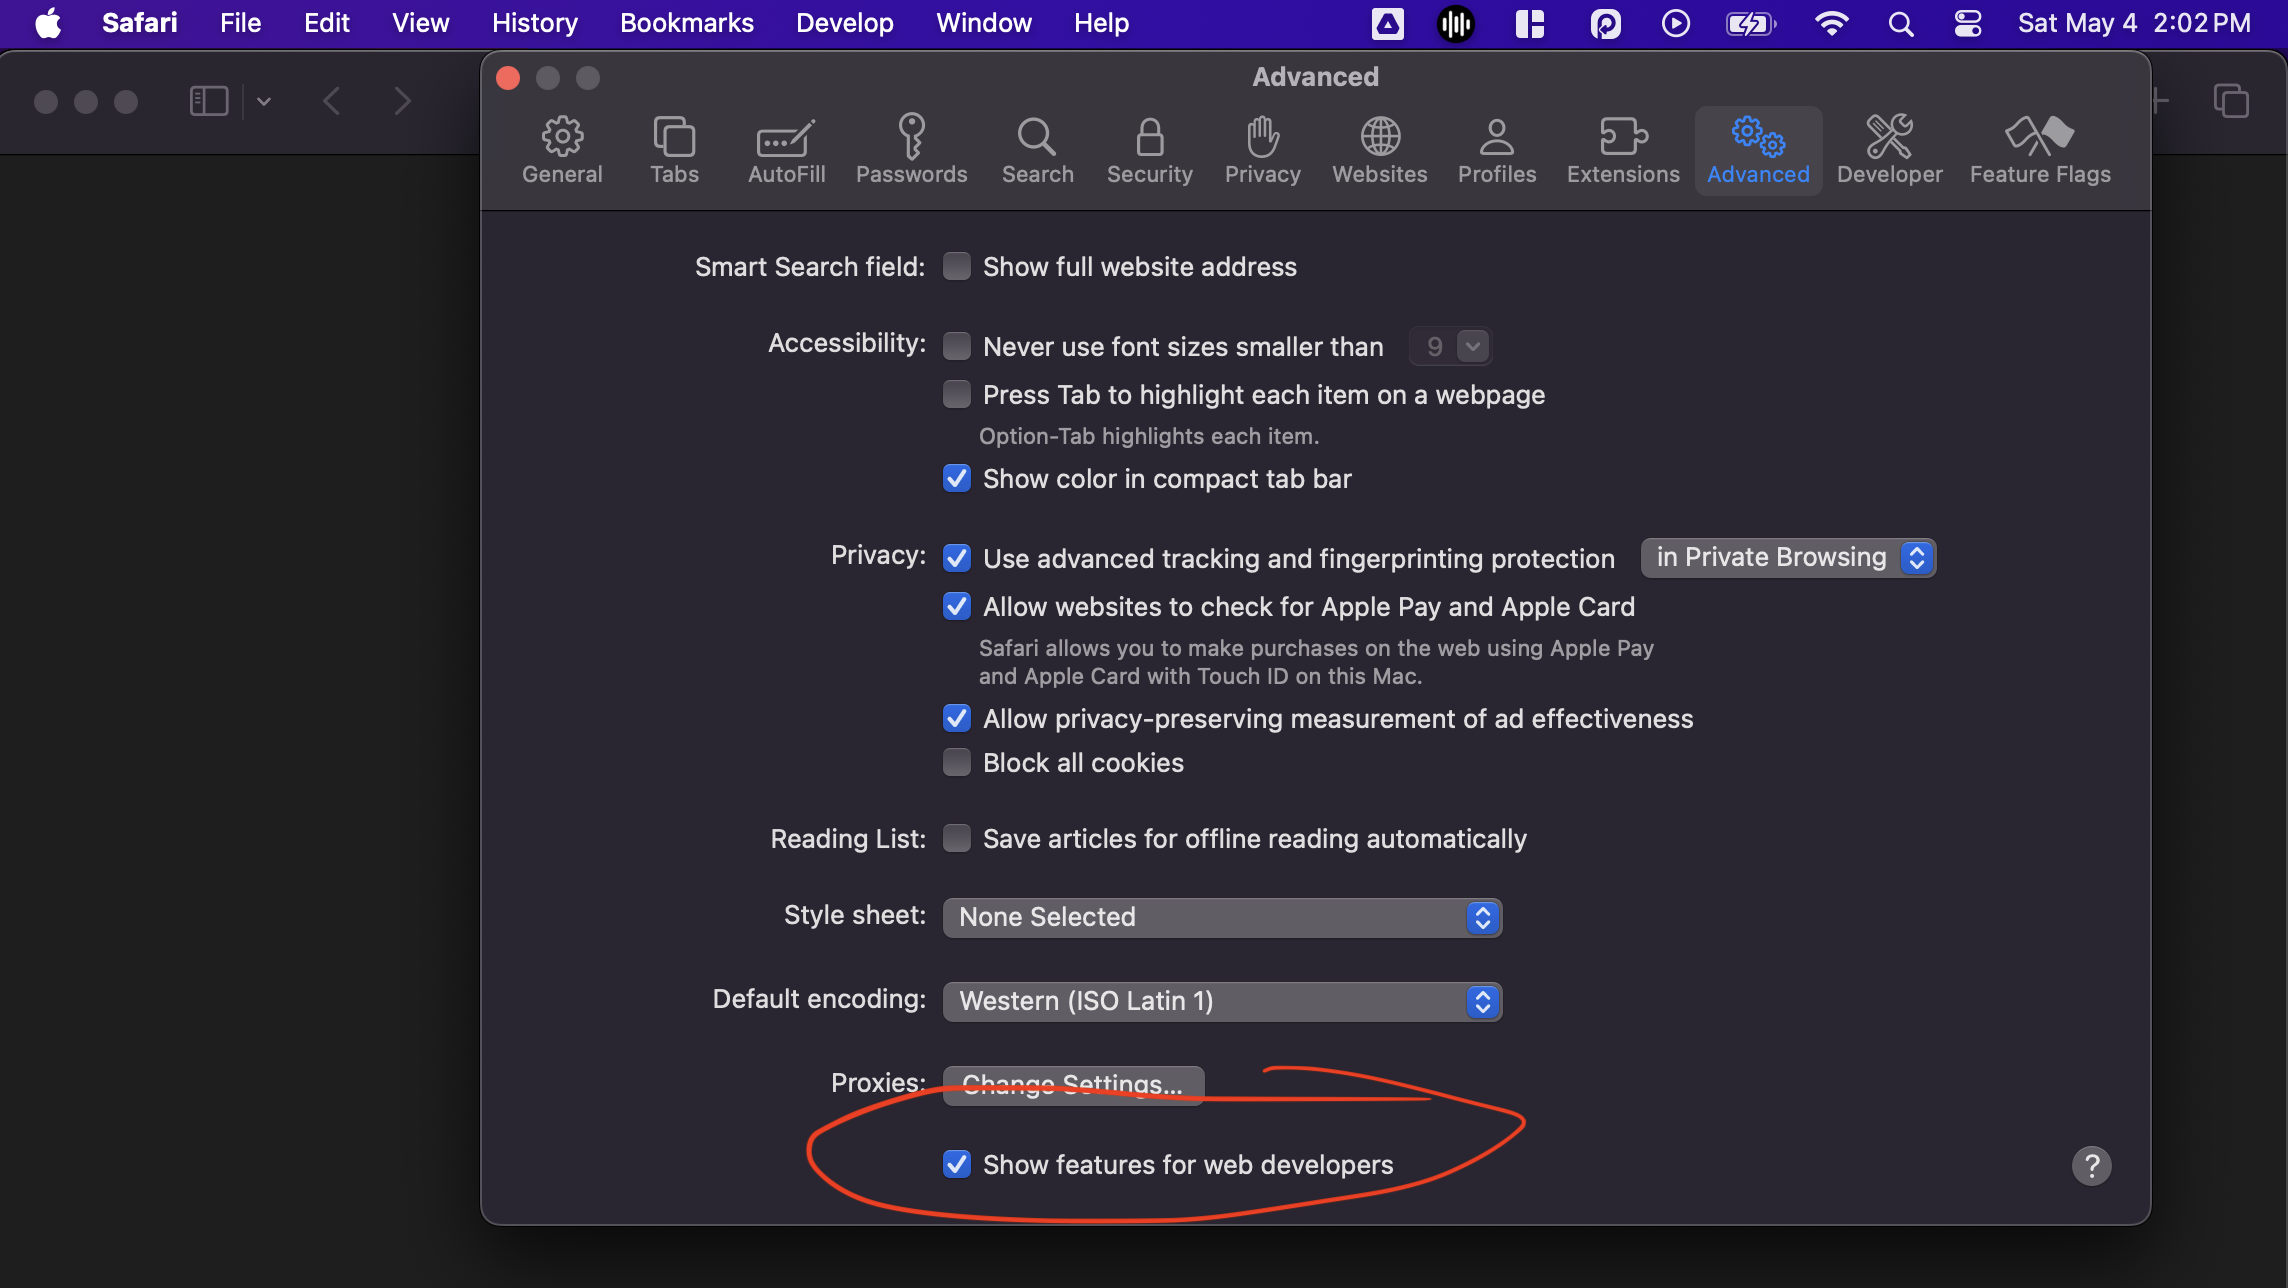 Safari File Edit View History Bookmarks Develop Window Help Sat May 4 2:02 PM
Advanced
General Tabs AutoFill Passwords Search Security Privacy Websites Profiles Extensions Advanced Developer Feature Flags
Smart Search field: Show full website address
Accessibility: Never use font sizes smaller than 9
Press Tab to highlight each item on a webpage
Option-Tab highlights each item.
Show color in compact tab bar
Privacy: Use advanced tracking and fingerprinting protection in Private Browsing
Allow websites to check for Apple Pay and Apple Card
Safari allows you to make purchases on the web using Apple Pay
and Apple Card with Touch ID on this Mac.
Allow privacy-preserving measurement of ad effectiveness
Block all cookies
Reading List: Save articles for offline reading automatically
Style sheet: None Selected
Default encoding: Western (ISO Latin 1)
Proxies: Change Settings...
Show features for web developers
?